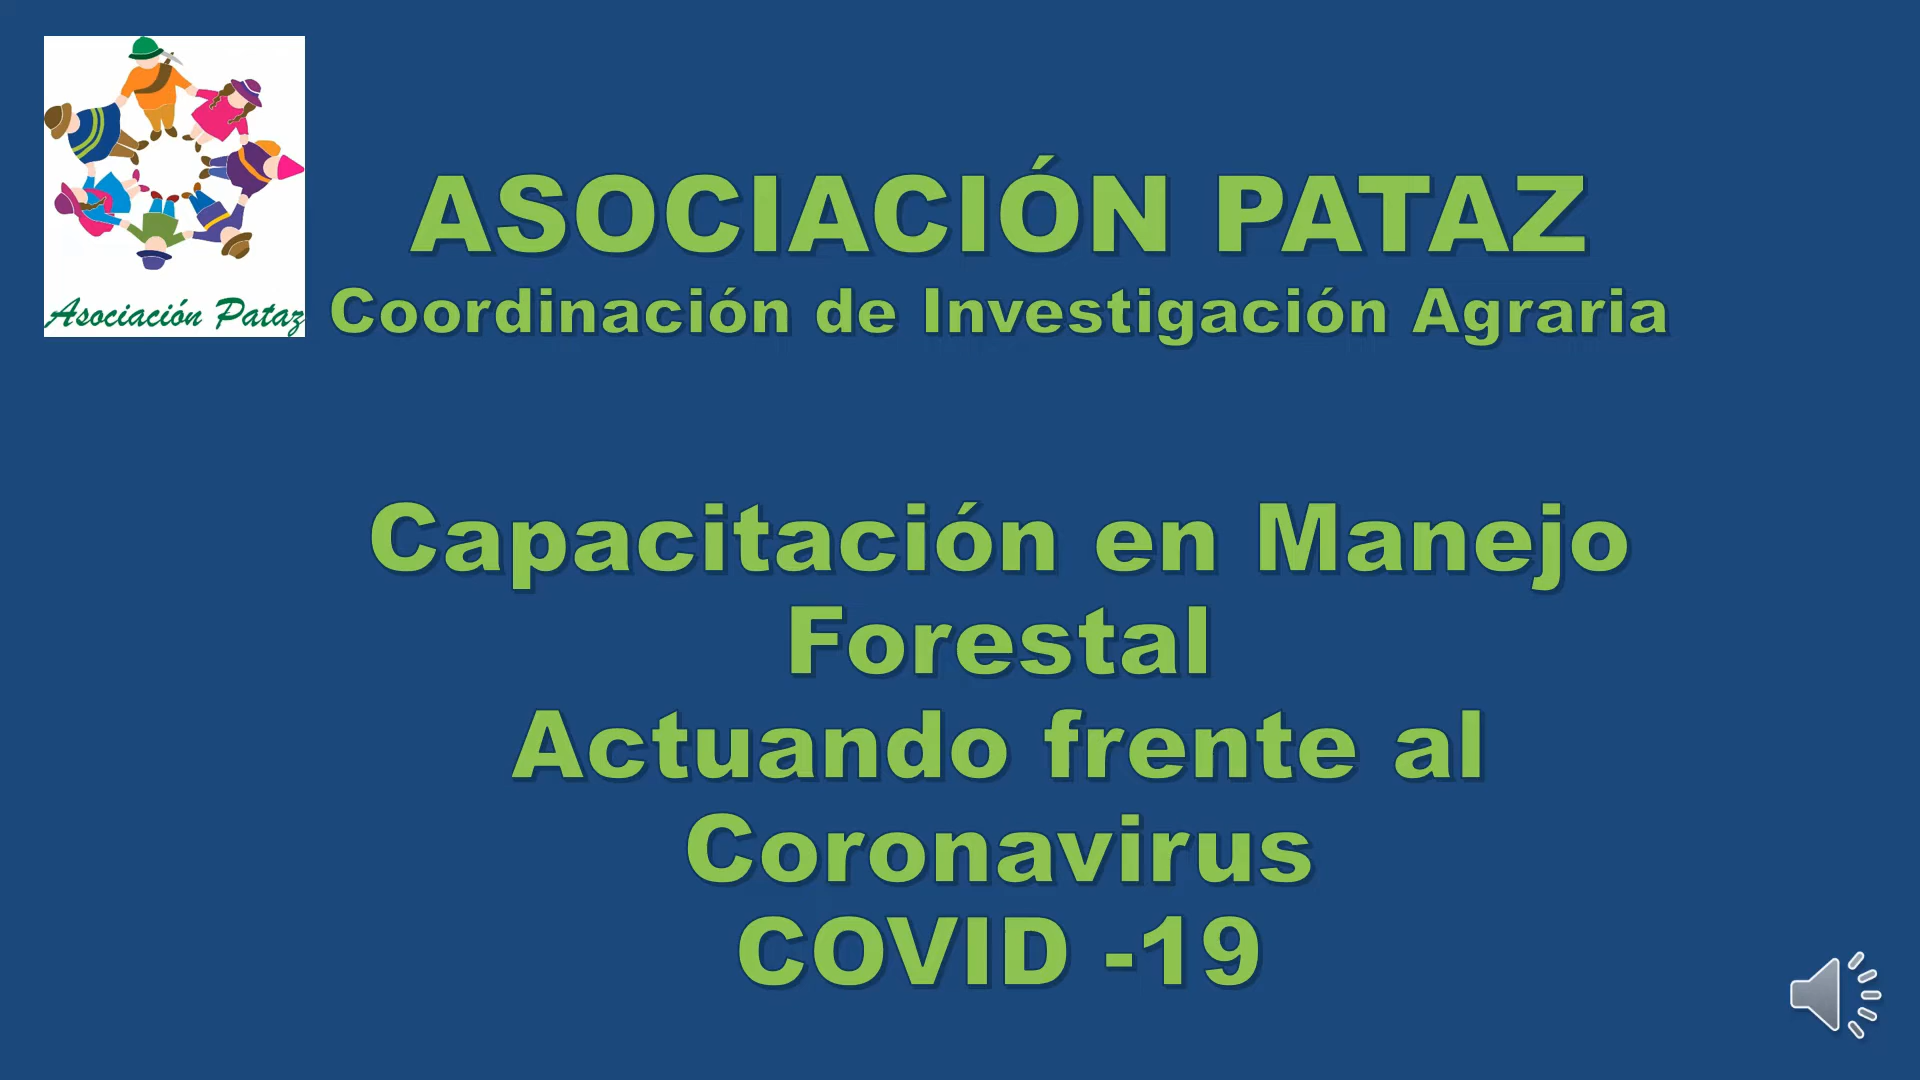 ASOCIACIÓN PATAZ
Asociación Pataz
Coordinación de Investigación Agraria
Capacitación en Manejo
Forestal
Actuando frente al
Coronavirus
COVID -19